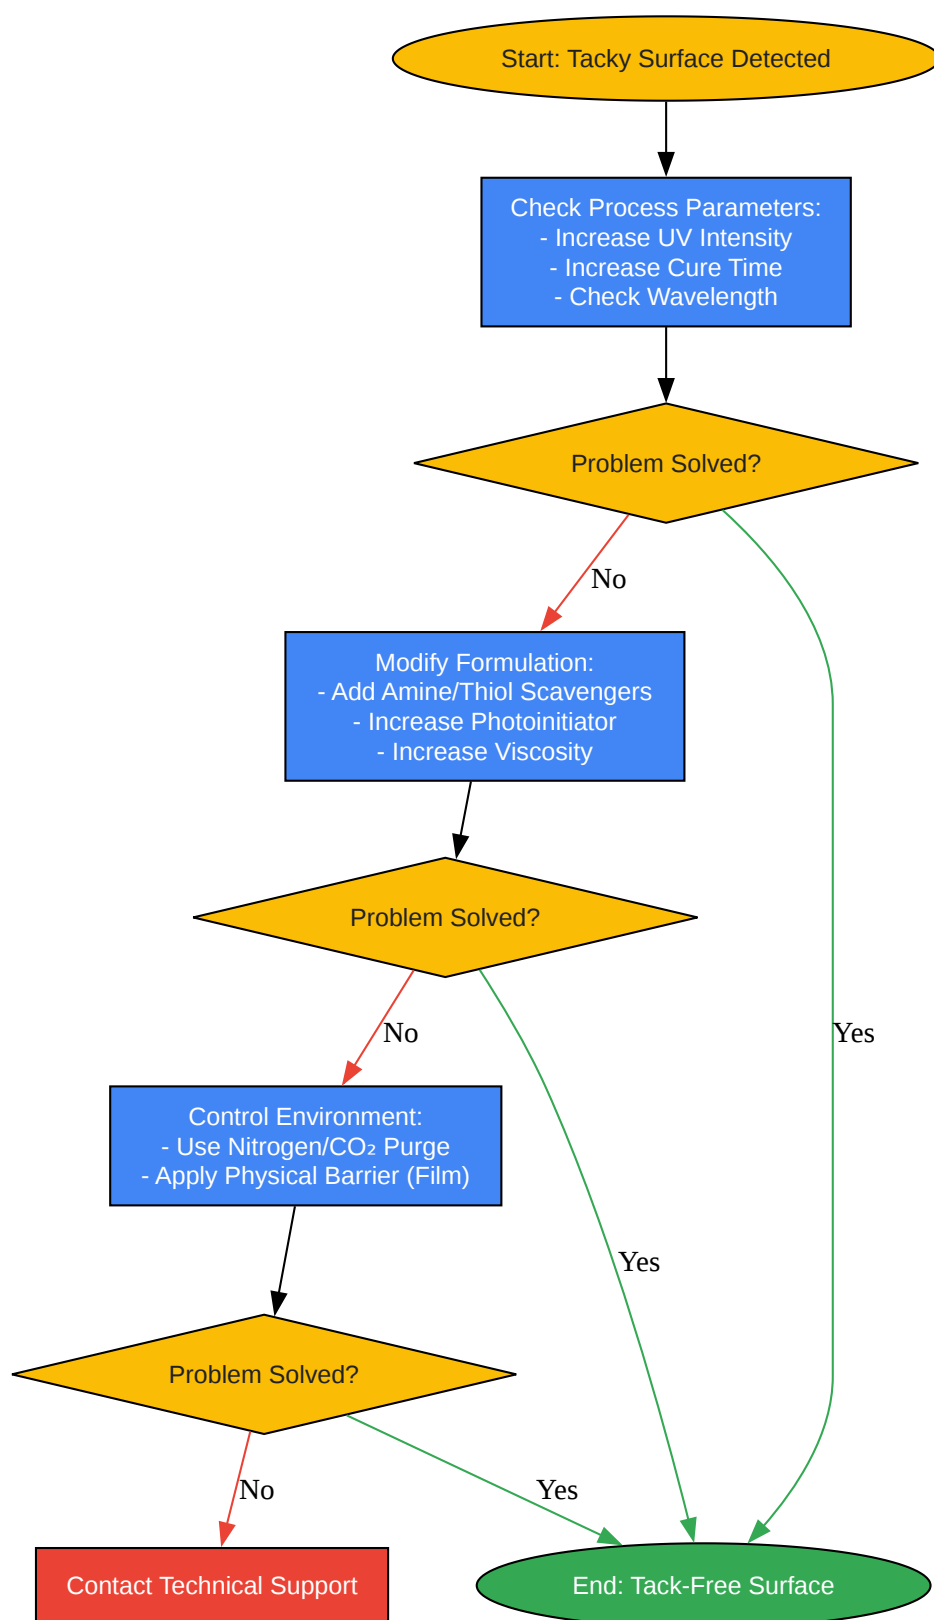 Start: Tacky Surface Detected
Check Process Parameters:
- Increase UV Intensity
- Increase Cure Time
- Check Wavelength
Problem Solved?
No
Modify Formulation:
- Add Amine/Thiol Scavengers
- Increase Photoinitiator
- Increase Viscosity
Problem Solved?
No
Yes
Control Environment:
- Use Nitrogen/CO₂ Purge
- Apply Physical Barrier (Film)
Yes
Problem Solved?
No
Yes
Contact Technical Support
End: Tack-Free Surface